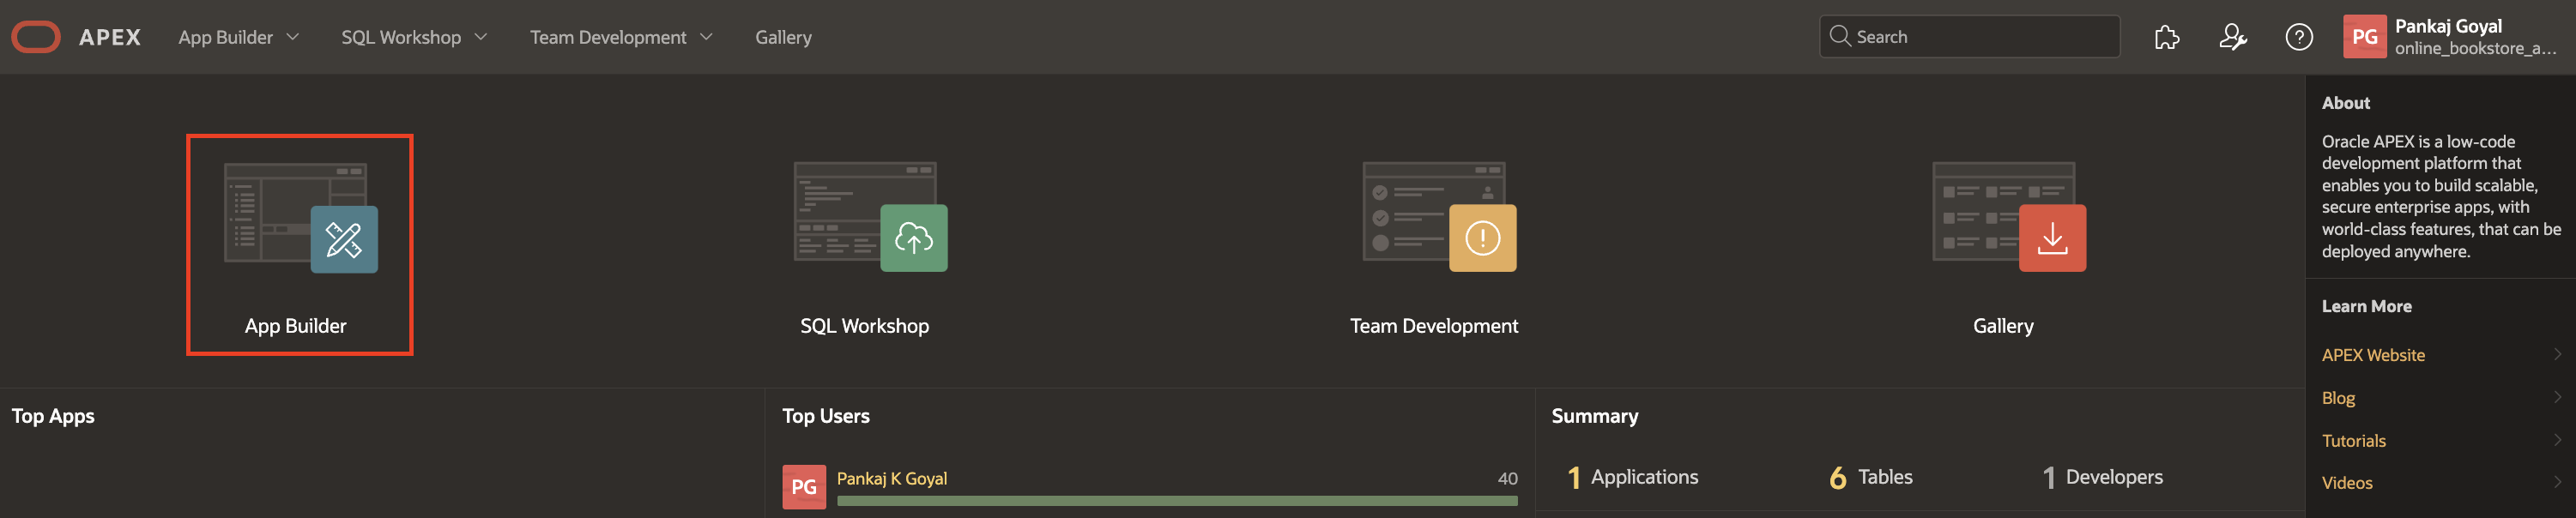 APEX App Builder SQL Workshop Team Development Gallery Search PG Pankaj Goyal
online_bookstore_a...
App Builder
SQL Workshop
Team Development
Gallery
About
Oracle APEX is a low-code
development platform that
enables you to build scalable,
secure enterprise apps, with
world-class features, that can be
deployed anywhere.
Learn More
APEX Website
Blog
Tutorials
Videos
Top Apps
Top Users
PG Pankaj K Goyal 40
Summary
1 Applications 6 Tables 1 Developers